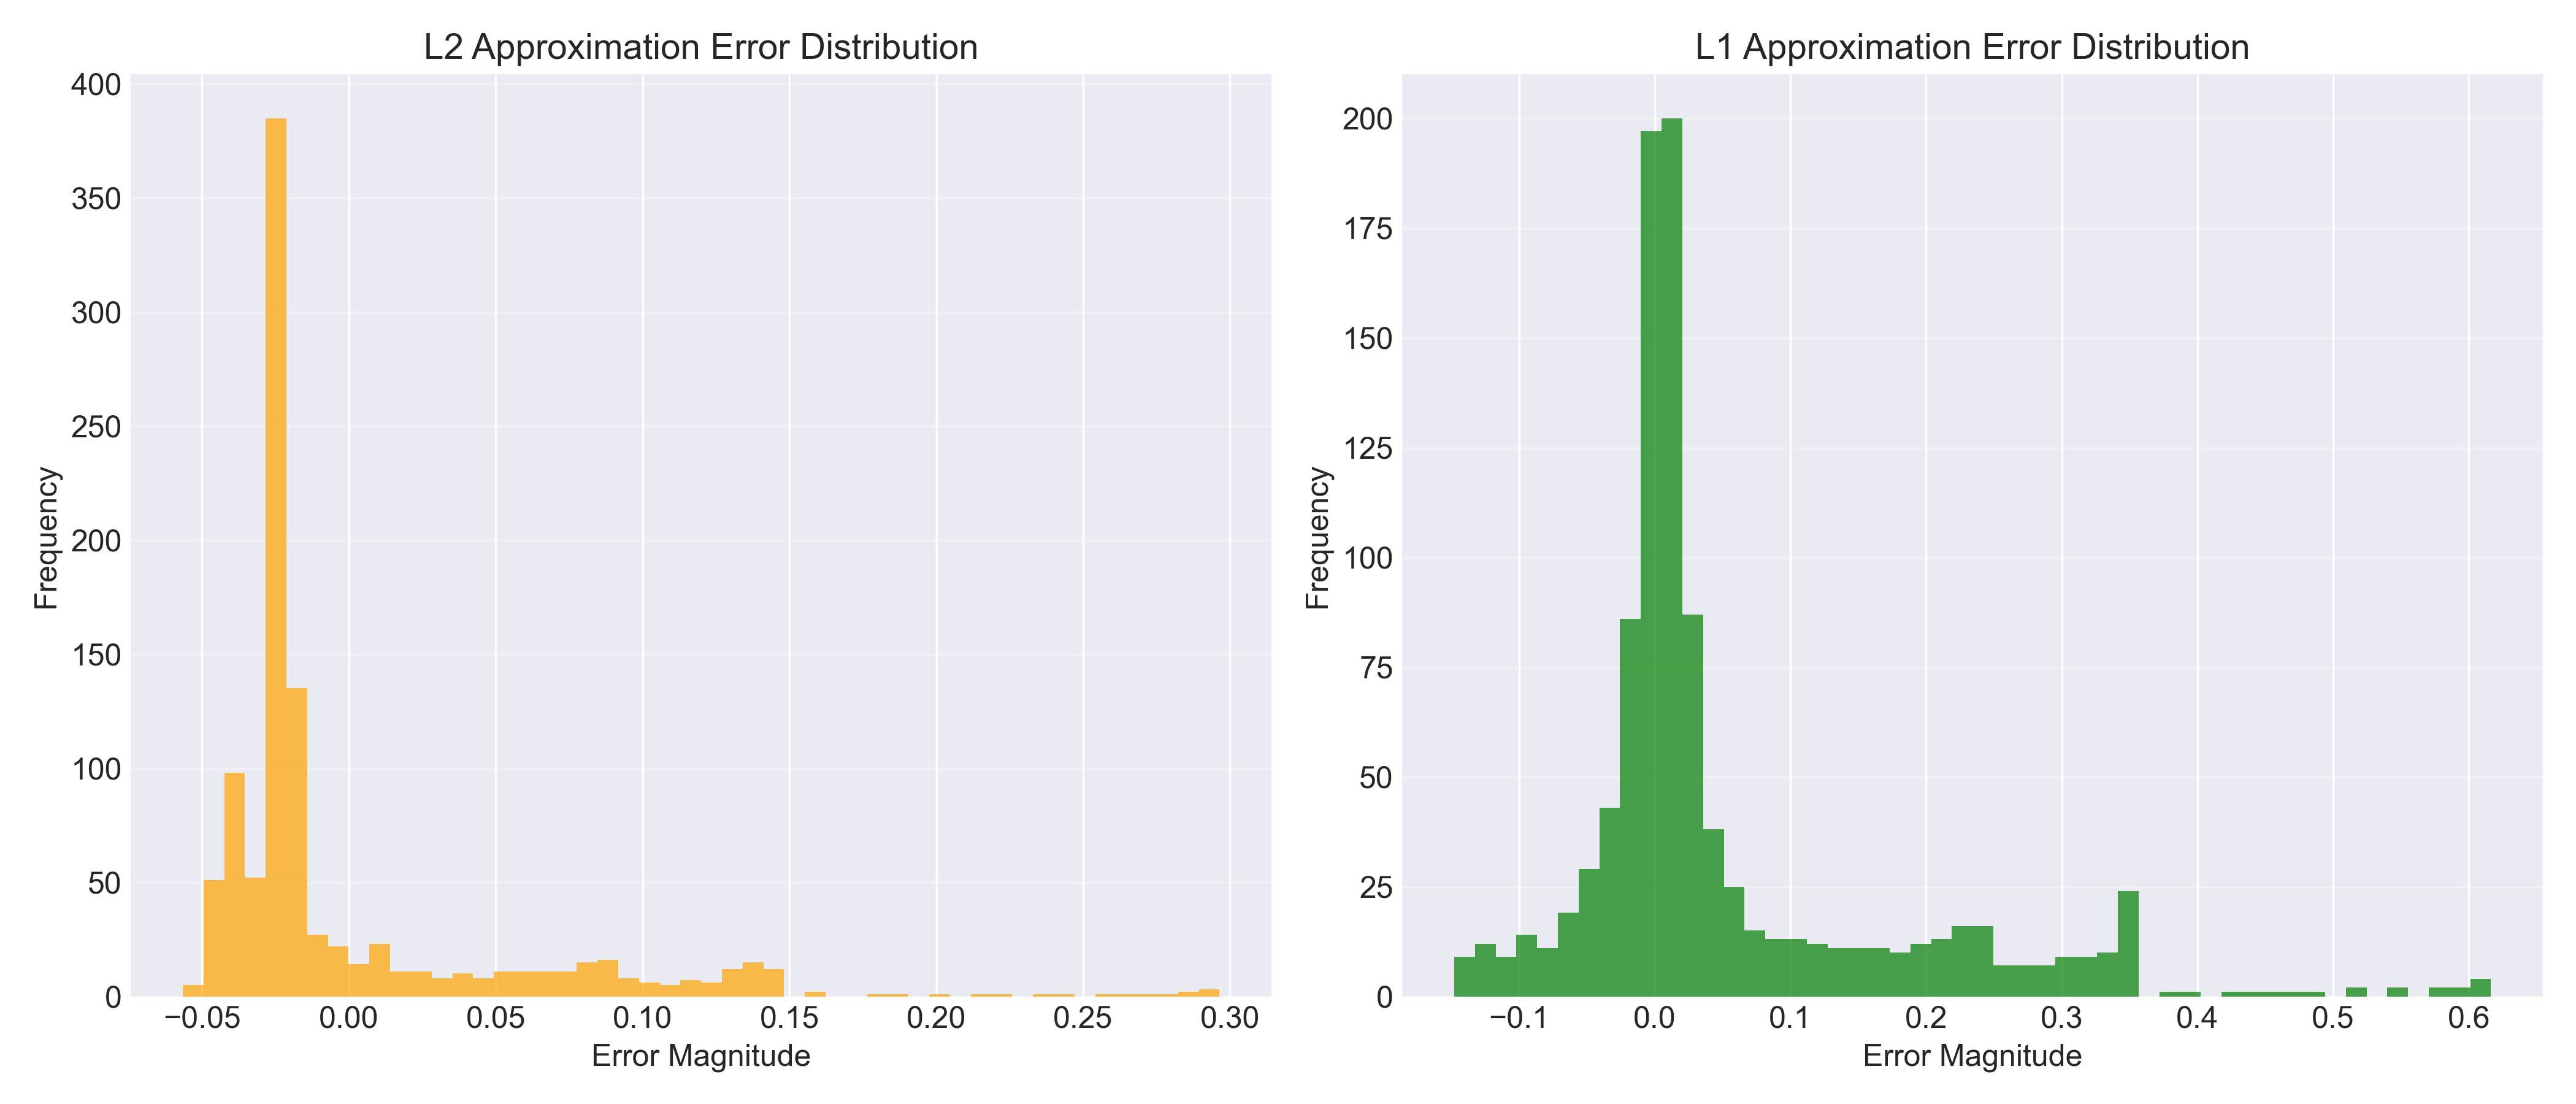 L2 Approximation Error Distribution
400
350
300
250
200
150
100
50
0
Frequency
−0.05 0.00 0.05 0.10 0.15 0.20 0.25 0.30
Error Magnitude
L1 Approximation Error Distribution
200
175
150
125
100
75
50
25
0
Frequency
−0.1 0.0 0.1 0.2 0.3 0.4 0.5 0.6
Error Magnitude